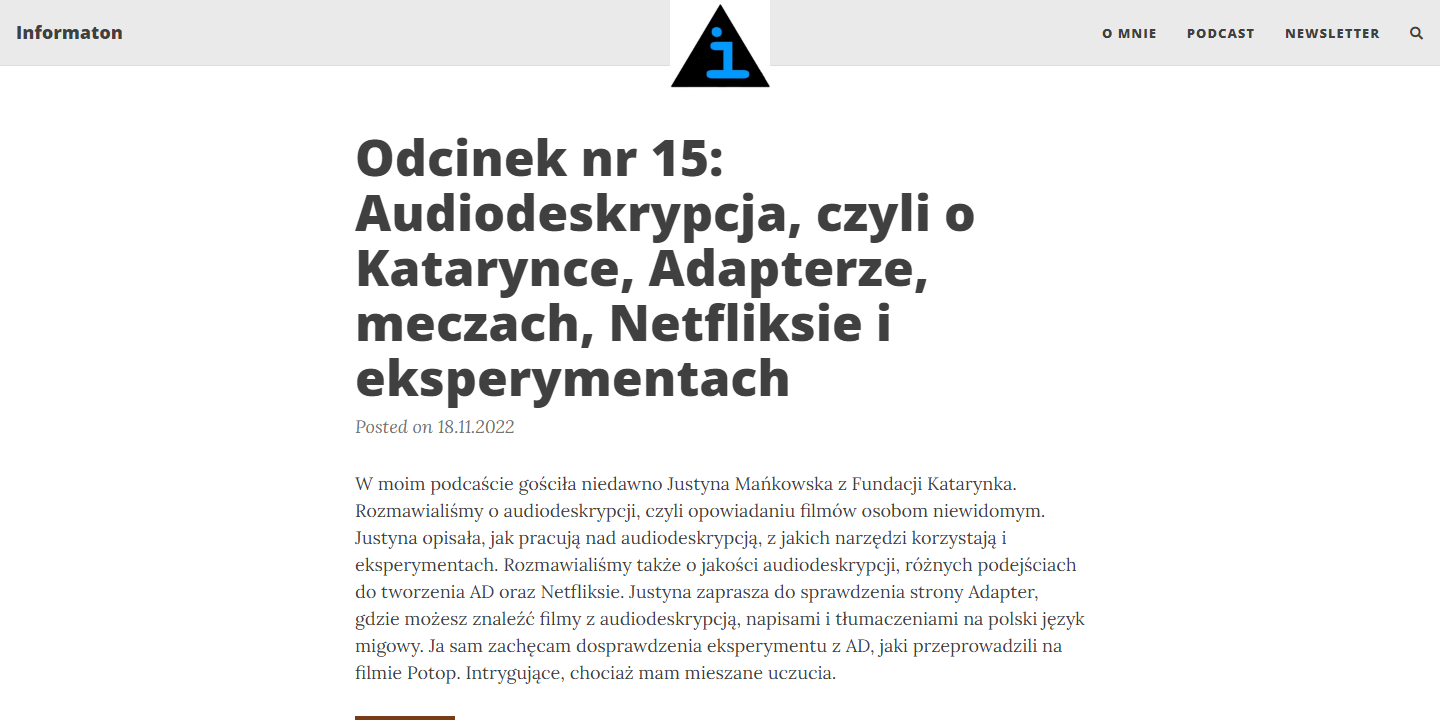 Informaton
i
O MNIE PODCAST NEWSLETTER
Odcinek nr 15:
Audiodeskrypcja, czyli o
Katarynce, Adapterze,
meczach, Netfliksie i
eksperymentach
Posted on 18.11.2022
W moim podcaście gościła niedawno Justyna Mańkowska z Fundacji Katarynka.
Rozmawialiśmy o audiodeskrypcji, czyli opowiadaniu filmów osobom niewidomym.
Justyna opisała, jak pracują nad audiodeskrypcją, z jakich narzędzi korzystają i
eksperymentach. Rozmawialiśmy także o jakości audiodeskrypcji, różnych podejściach
do tworzenia AD oraz Netfliksie. Justyna zaprasza do sprawdzenia strony Adapter,
gdzie możesz znaleźć filmy z audiodeskrypcją, napisami i tłumaczeniami na polski język
migowy. Ja sam zachęcam dosprawdzenia eksperymentu z AD, jaki przeprowadzili na
filmie Potop. Intrygujące, chociaż mam mieszane uczucia.